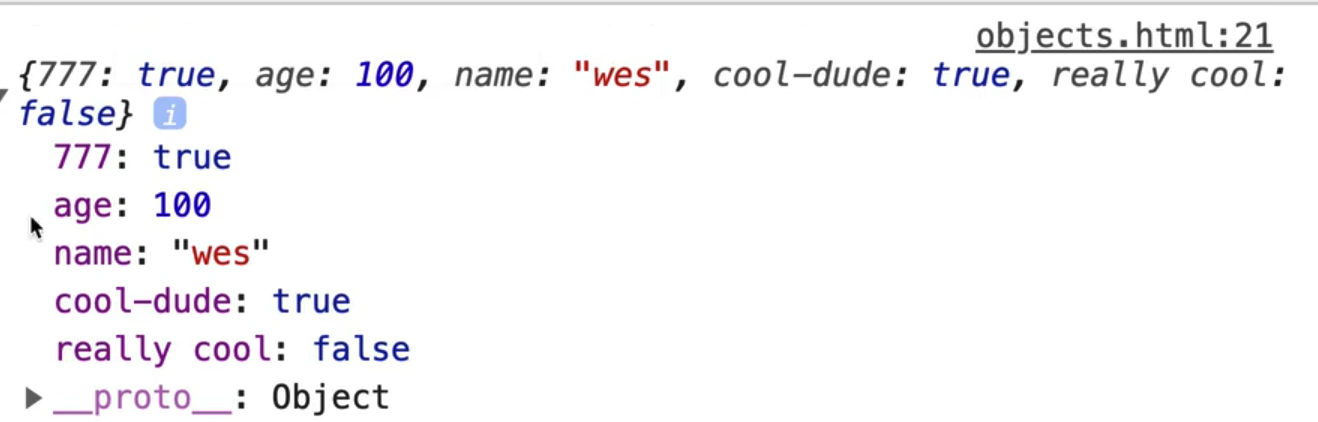 objects.html:21
{777: true, age: 100, name: "wes", cool-dude: true, really cool:
false} i
777: true
age: 100
name: "wes"
cool-dude: true
really cool: false
▶ __proto__: Object